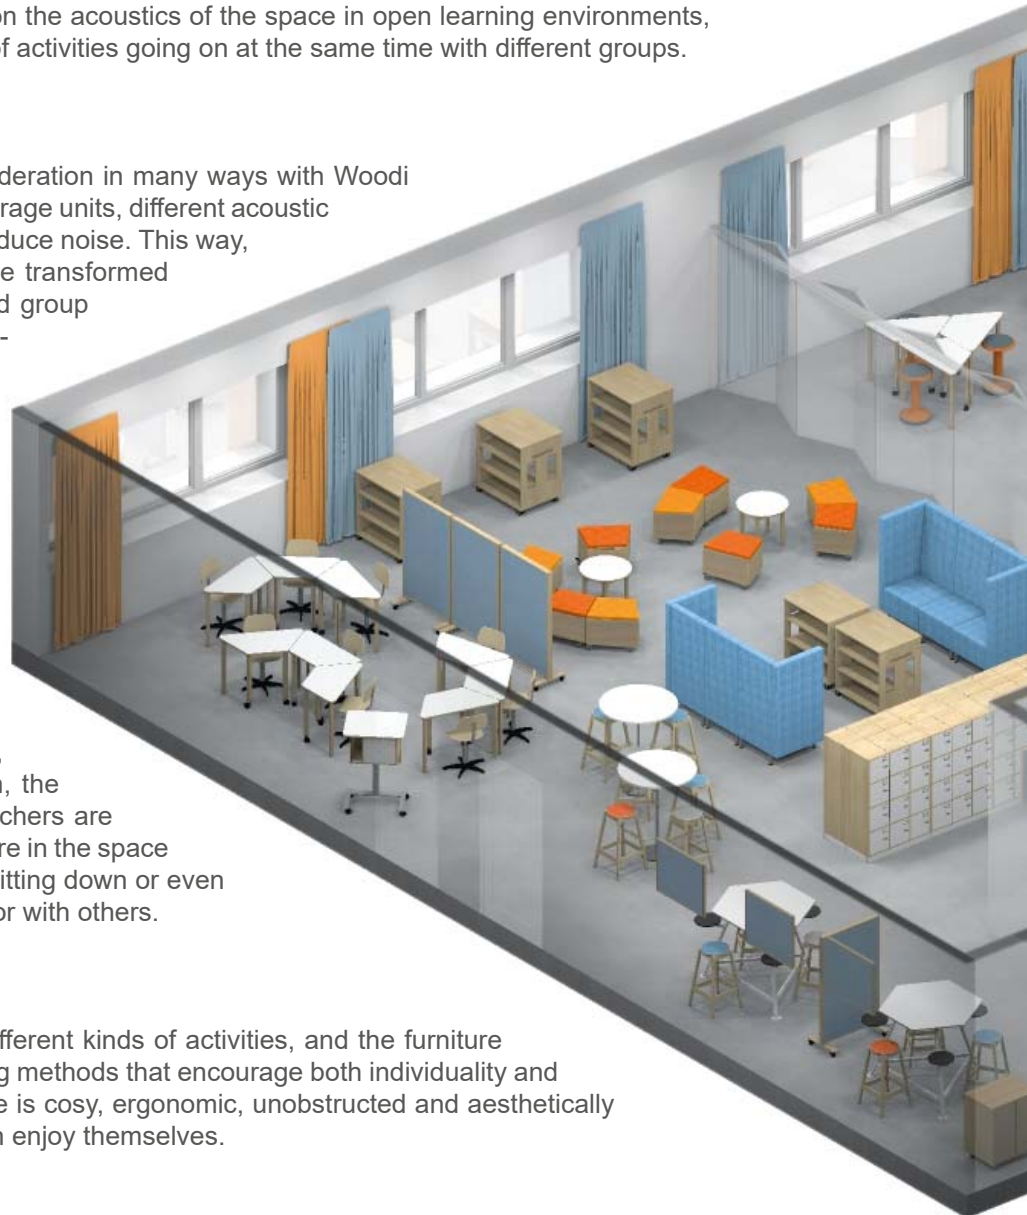 on the acoustics of the space in open learning environments,
of activities going on at the same time with different groups.
deration in many ways with Woodi
rage units, different acoustic
duce noise. This way,
e transformed
d group
-
, the
chers are
re in the space
itting down or even
or with others.
fferent kinds of activities, and the furniture
g methods that encourage both individuality and
e is cosy, ergonomic, unobstructed and aesthetically
n enjoy themselves.